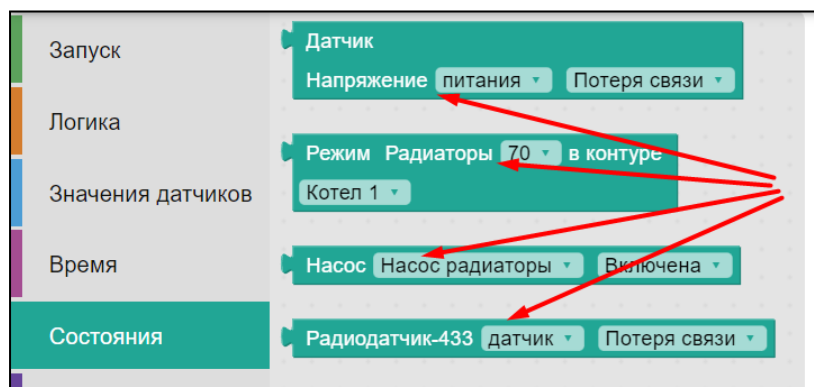 Запуск
Логика
Значения датчиков
Время
Состояния
Датчик
Напряжение питания Потеря связи
Режим Радиаторы 70 в контуре
Котел 1
Насос Насос радиаторы Включена
Радиодатчик-433 датчик Потеря связи